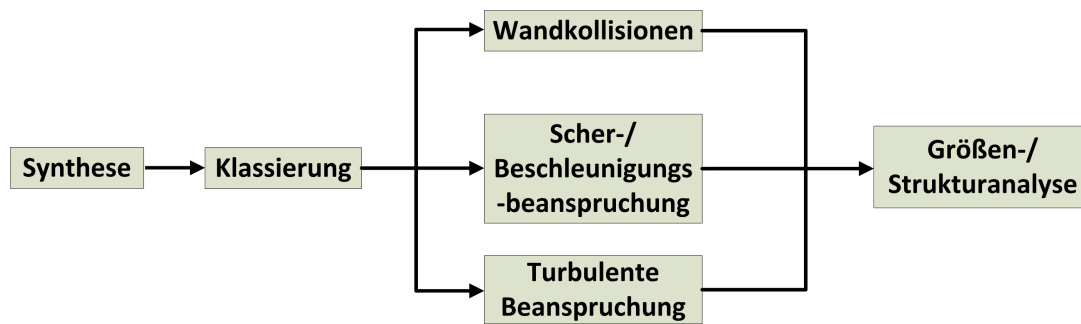 Synthese
Klassierung
Wandkollisionen
Scher-/
Beschleunigungs
-beanspruchung
Turbulente
Beanspruchung
Größen-/
Strukturanalyse